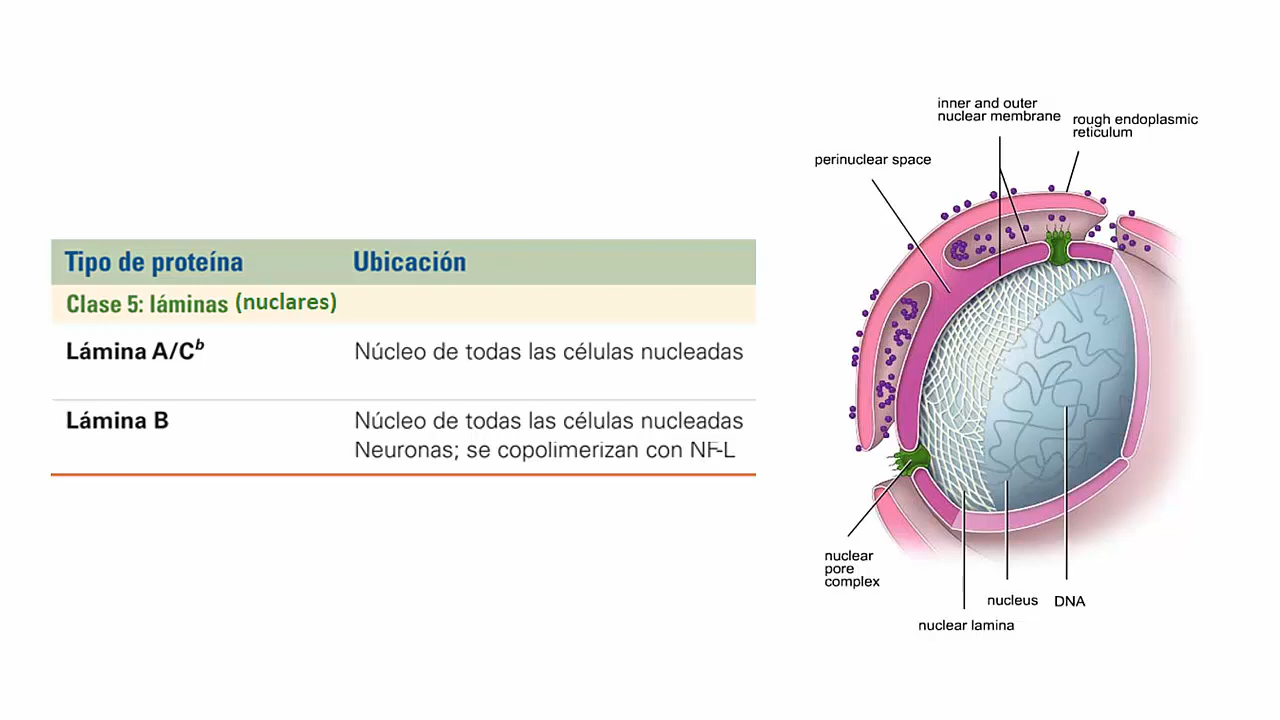 Tipo de proteína Ubicación
Clase 5: láminas (nuclares)
Lámina A/Cᵇ Núcleo de todas las células nucleadas
Lámina B Núcleo de todas las células nucleadas
Neuronas; se copolimerizan con NF-L
inner and outer
nuclear membrane
rough endoplasmic
reticulum
perinuclear space
nuclear
pore
complex
nucleus
DNA
nuclear lamina